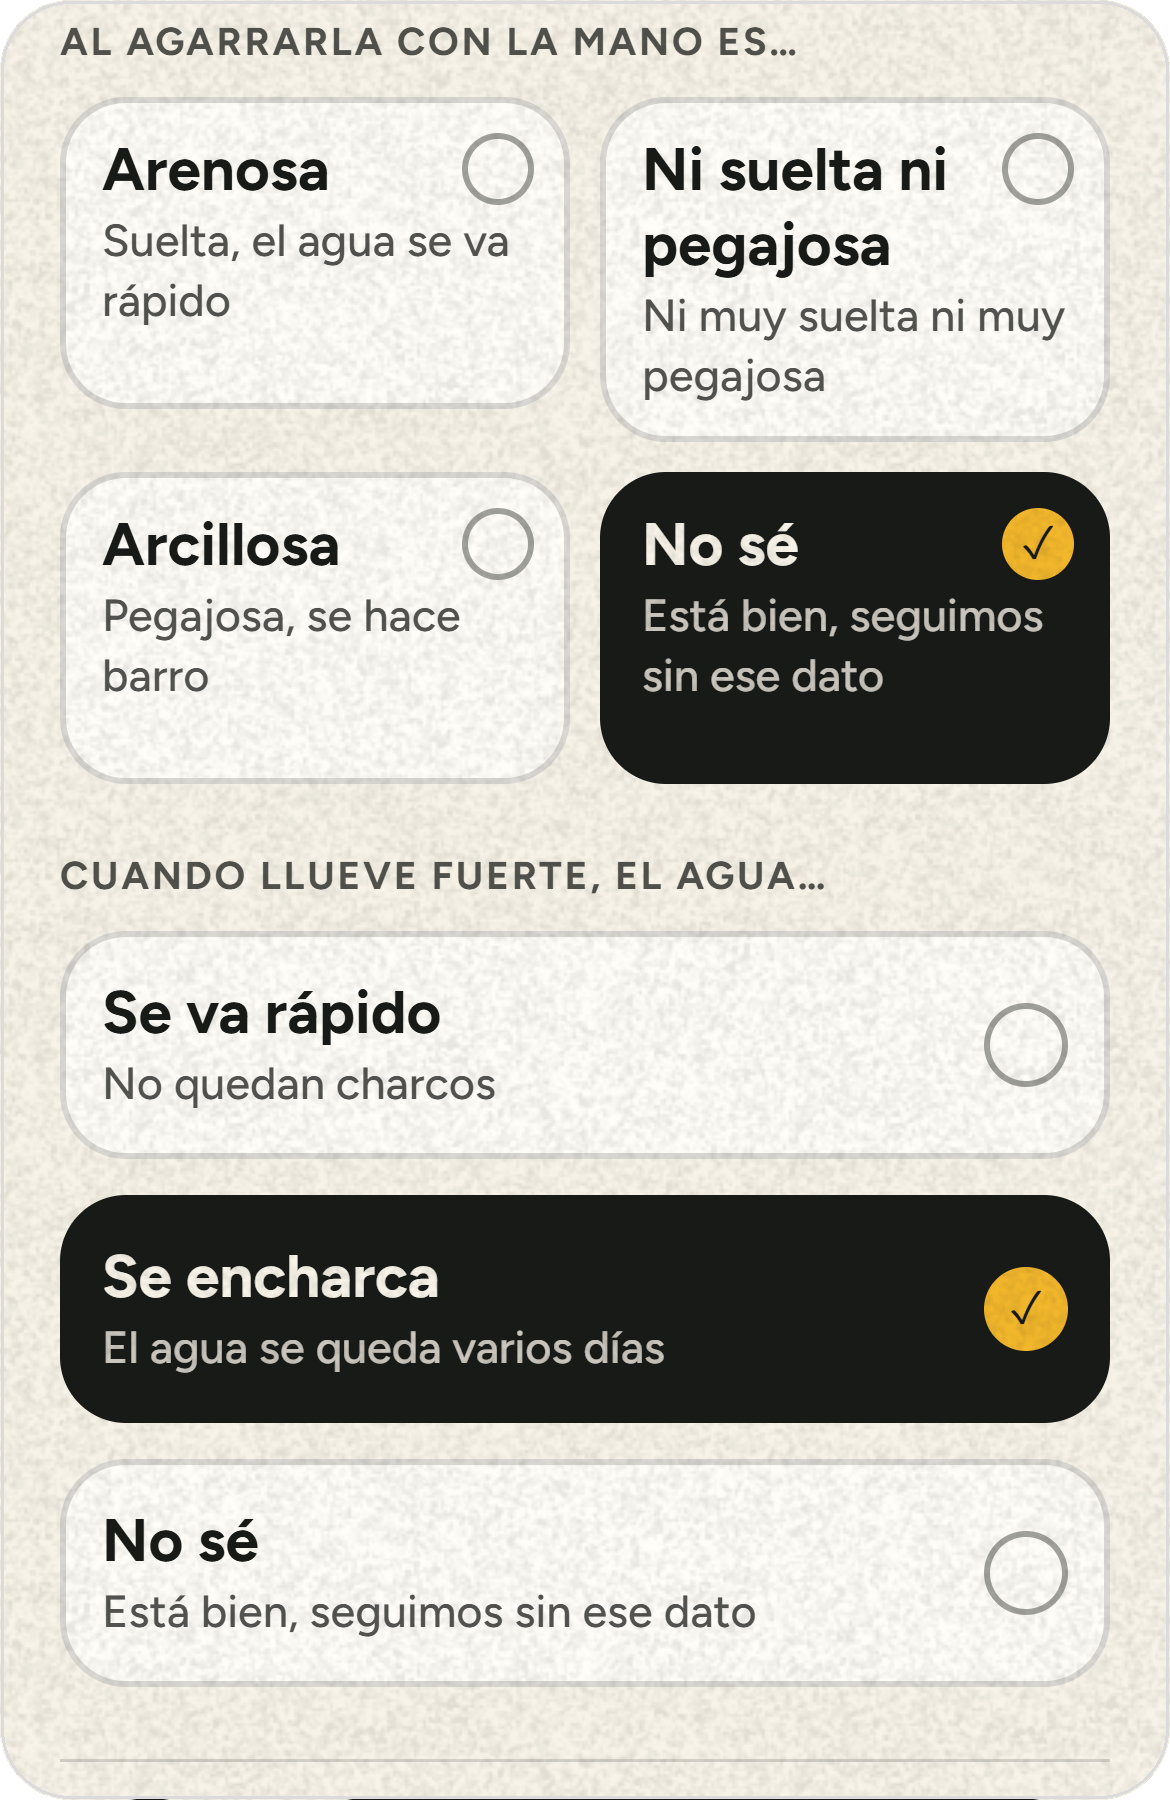 AL AGARRARLA CON LA MANO ES…
Arenosa
Suelta, el agua se va
rápido
Ni suelta ni
pegajosa
Ni muy suelta ni muy
pegajosa
Arcillosa
Pegajosa, se hace
barro
No sé
Está bien, seguimos
sin ese dato
CUANDO LLUEVE FUERTE, EL AGUA…
Se va rápido
No quedan charcos
Se encharca
El agua se queda varios días
No sé
Está bien, seguimos sin ese dato